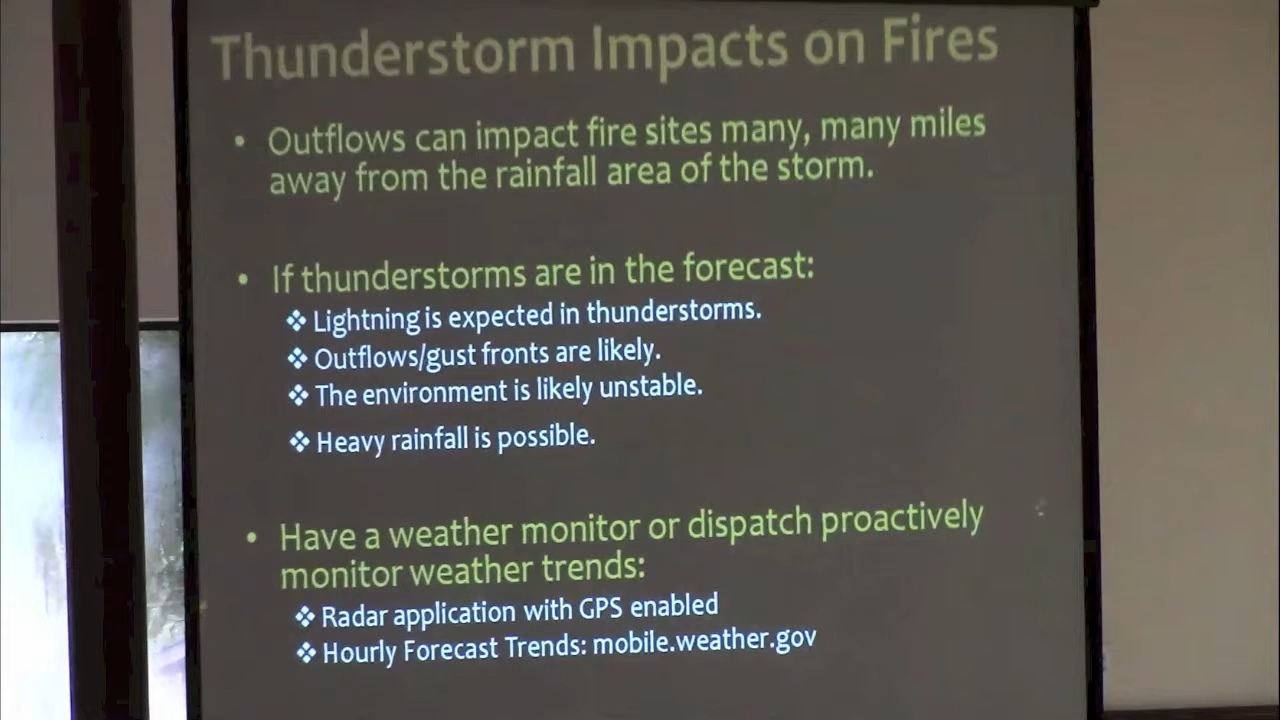 Thunderstorm Impacts on Fires
• Outflows can impact fire sites many, many miles
away from the rainfall area of the storm.
• If thunderstorms are in the forecast:
❖ Lightning is expected in thunderstorms.
❖ Outflows/gust fronts are likely.
❖ The environment is likely unstable.
❖ Heavy rainfall is possible.
• Have a weather monitor or dispatch proactively
monitor weather trends:
❖ Radar application with GPS enabled
❖ Hourly Forecast Trends: mobile.weather.gov